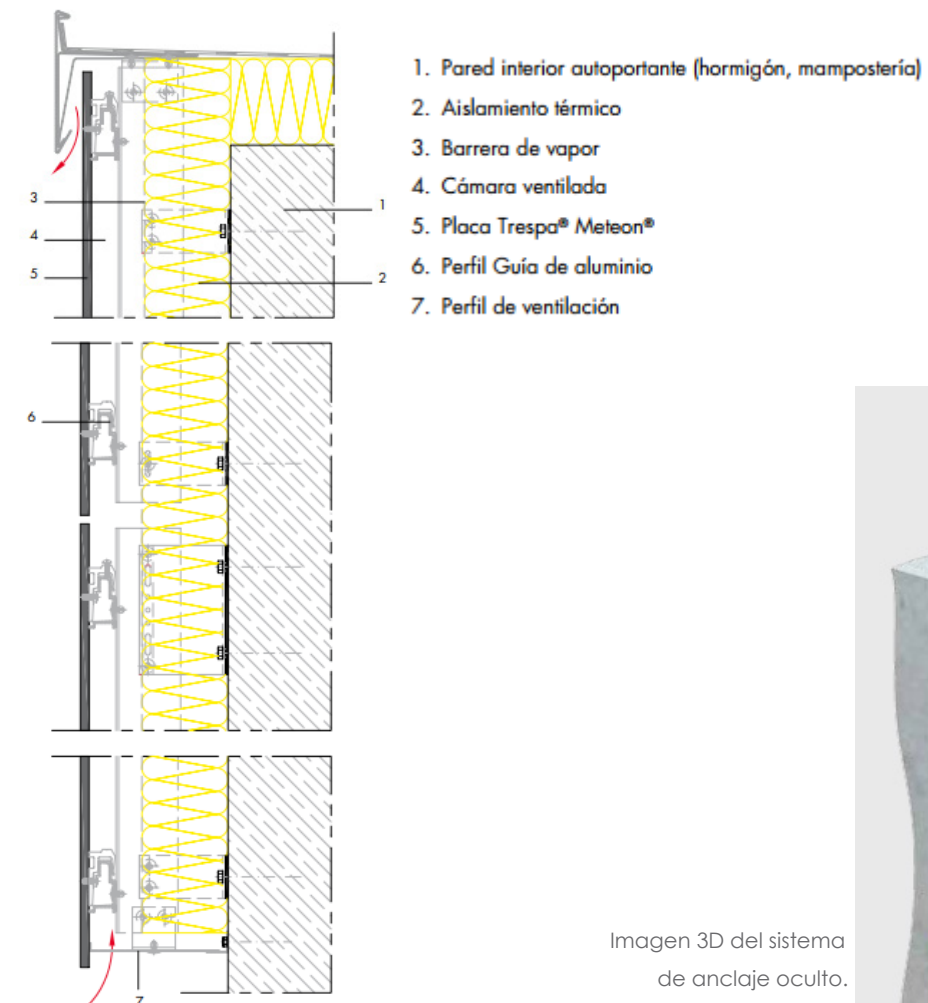 1. Pared interior autoportante (hormigón, mampostería)
2. Aislamiento térmico
3. Barrera de vapor
4. Cámara ventilada
5. Placa Trespa® Meteon®
6. Perfil Guía de aluminio
7. Perfil de ventilación
3
1
4
5
2
6
7
Imagen 3D del sistema
de anclaje oculto.